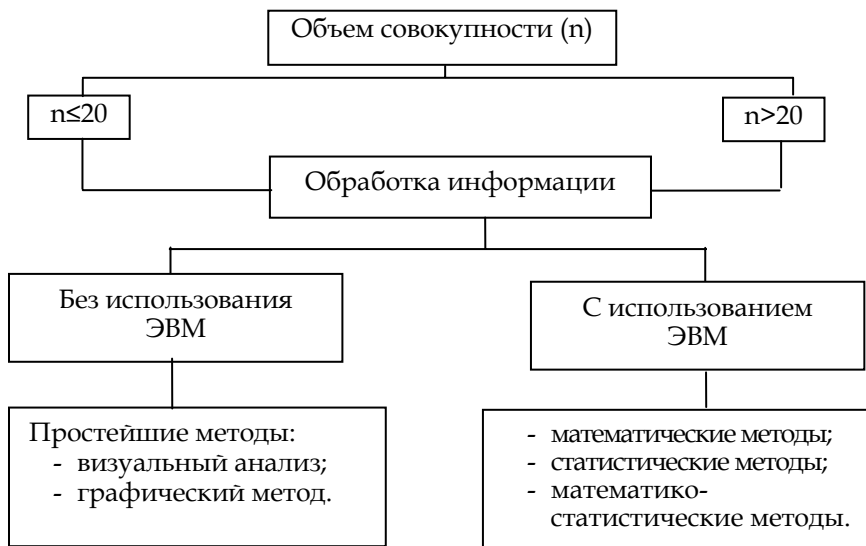 Объем совокупности (n)
n≤20
n>20
Обработка информации
Без использования
ЭВМ
С использованием
ЭВМ
Простейшие методы:
- визуальный анализ;
- графический метод.
- математические методы;
- статистические методы;
- математико-
статистические методы.